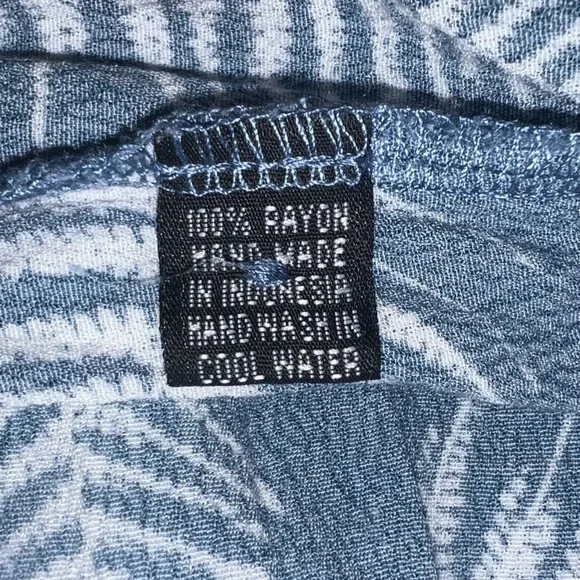 100% RAYON
HAND MADE
IN INDONESIA
HAND WASH IN
COOL WATER